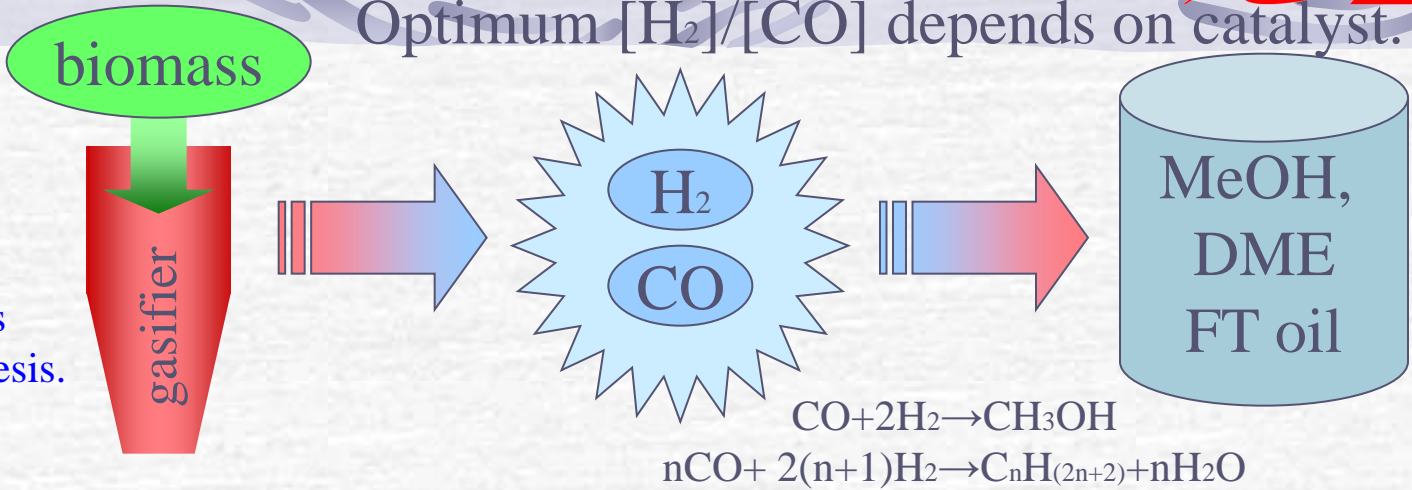 Optimum [H₂]/[CO] depends on catalyst.
biomass
gasifier
esis.
H₂
CO
MeOH,
DME
FT oil
CO+2H₂→CH₃OH
nCO+ 2(n+1)H₂→CₙH(2n+2)+nH₂O